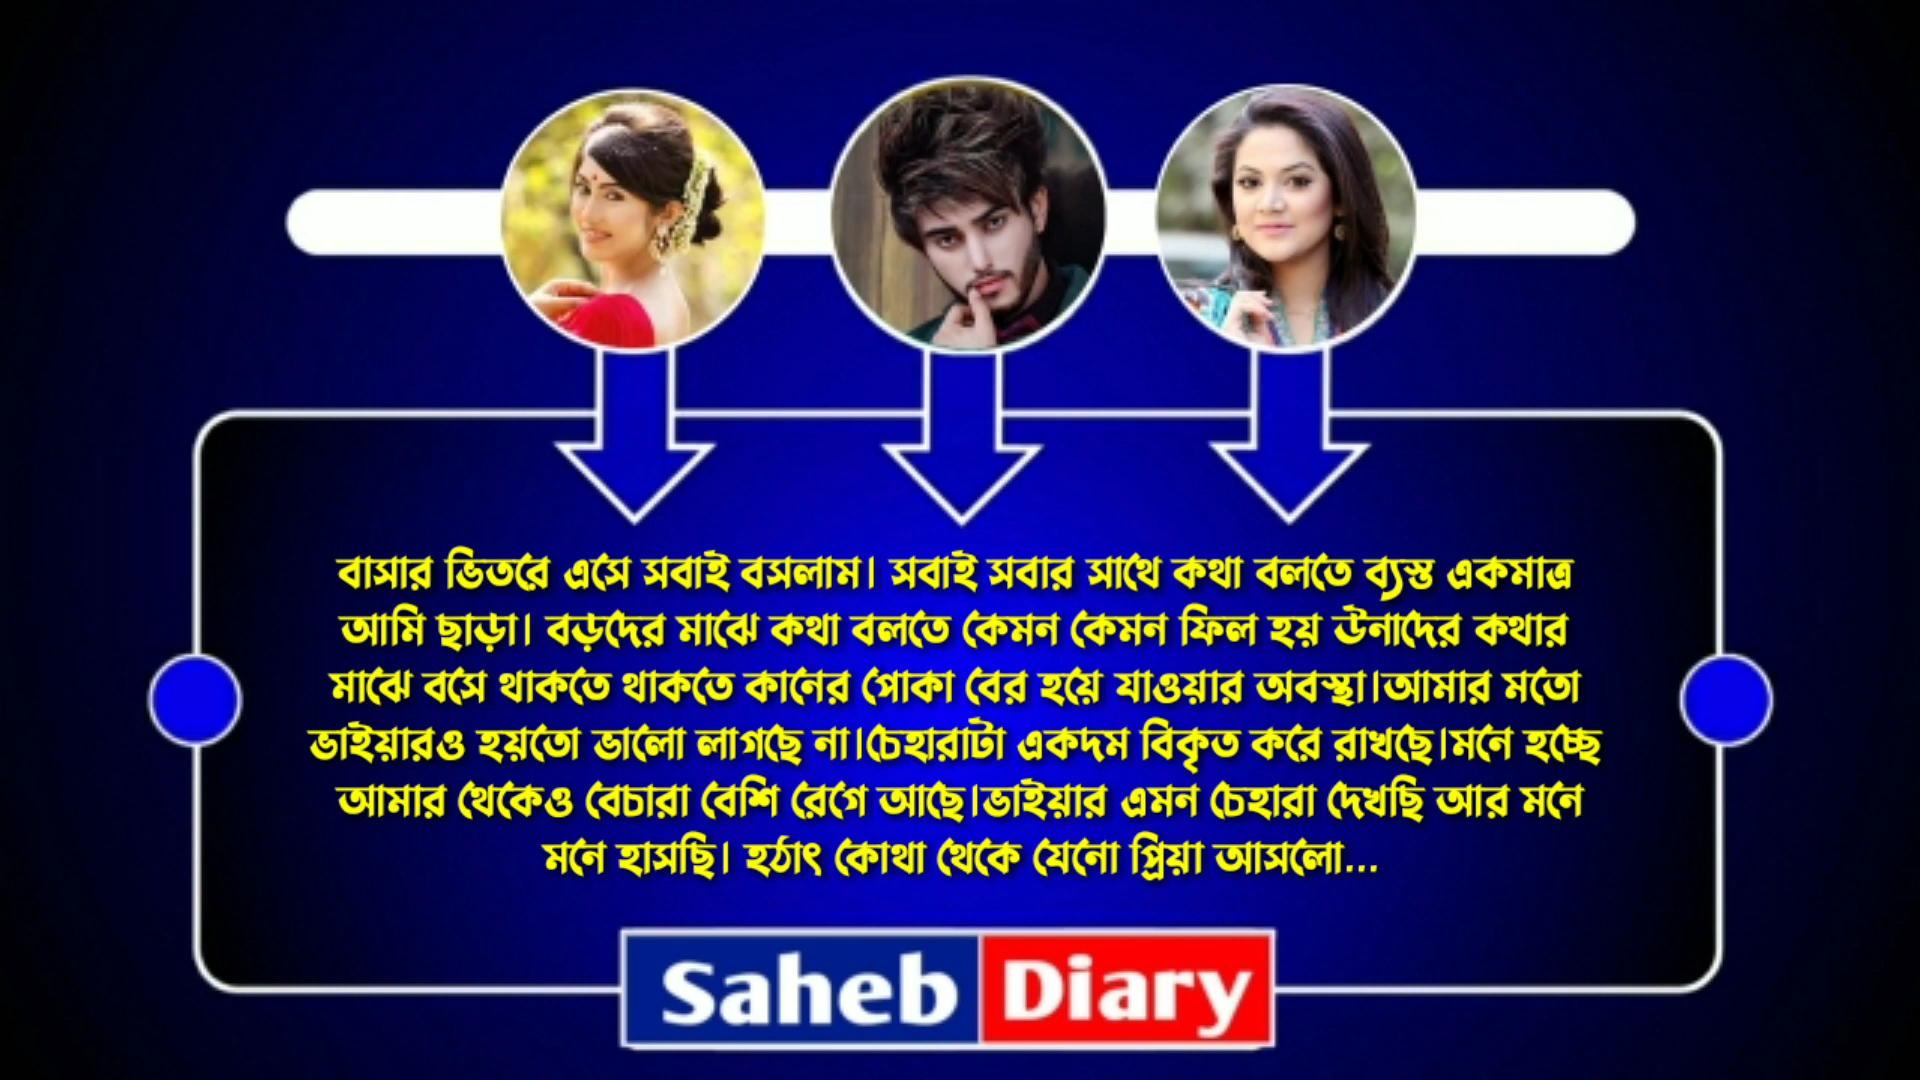 বাসার ভিতরে এসে সবাই বসলাম। সবাই সবার সাথে কথা বলতে ব্যস্ত একমাত্র
আমি ছাড়া। বড়দের মাঝে কথা বলতে কেমন কেমন ফিল হয় উনাদের কথার
মাঝে বসে থাকতে থাকতে কানের পোকা বের হয়ে যাওয়ার অবস্থা।আমার মতো
ভাইয়ারও হয়তো ভালো লাগছে না।চেহারাটা একদম বিকৃত করে রাখছে।মনে হচ্ছে
আমার থেকেও বেচারা বেশি রেগে আছে।ভাইয়ার এমন চেহারা দেখছি আর মনে
মনে হাসছি। হঠাৎ কোথা থেকে যেনো প্রিয়া আসলো...
Saheb Diary